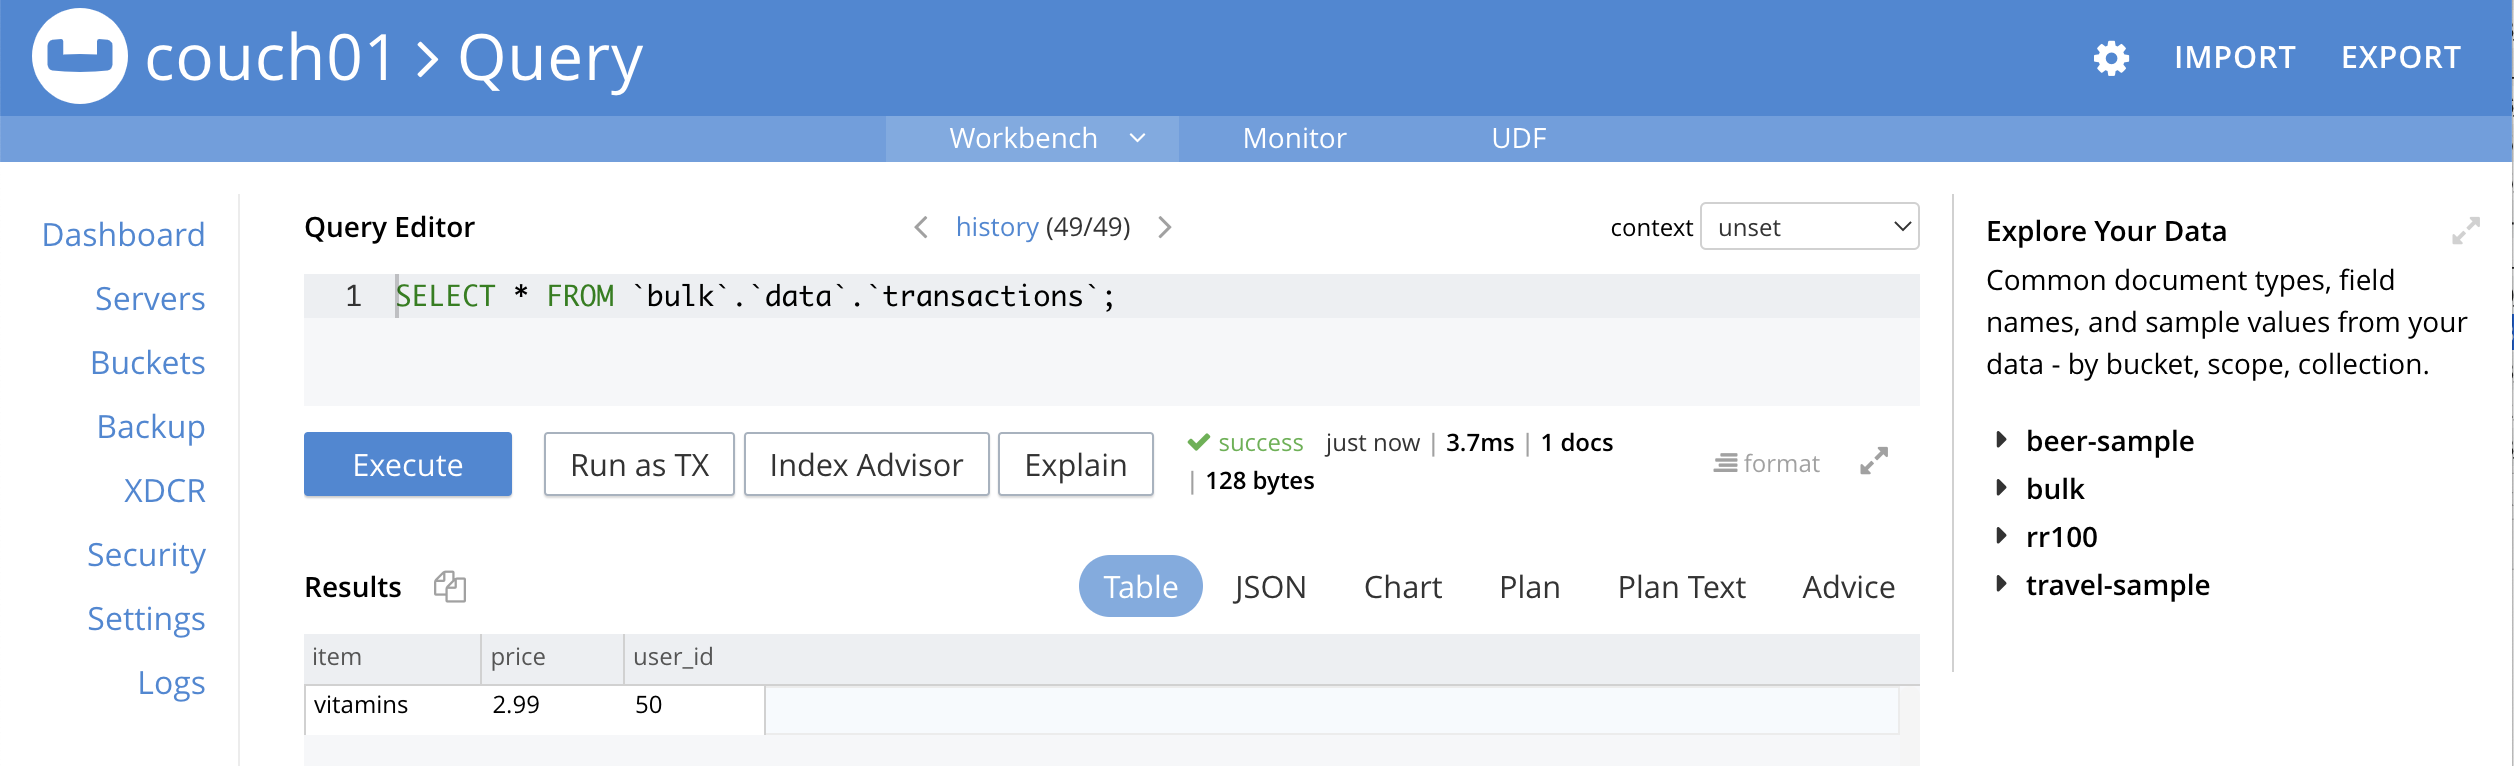 couch01 > Query
IMPORT EXPORT
Workbench Monitor UDF
Dashboard
Servers
Buckets
Backup
XDCR
Security
Settings
Logs
Query Editor
history (49/49)
context unset
1 SELECT * FROM `bulk`.`data`.`transactions`;
Execute Run as TX Index Advisor Explain
success just now | 3.7ms | 1 docs
| 128 bytes
format
Results
Table JSON Chart Plan Plan Text Advice
item price user_id
vitamins 2.99 50
Explore Your Data
Common document types, field
names, and sample values from your
data - by bucket, scope, collection.
beer-sample
bulk
rr100
travel-sample